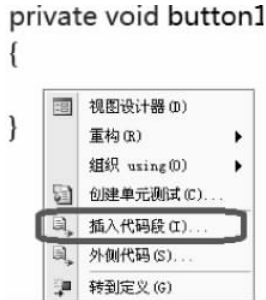 private void button1
{
}
视图设计器(D)
重构(R)
组织 using(O)
创建单元测试(C)...
插入代码段(I)...
外侧代码(S)...
转到定义(G)